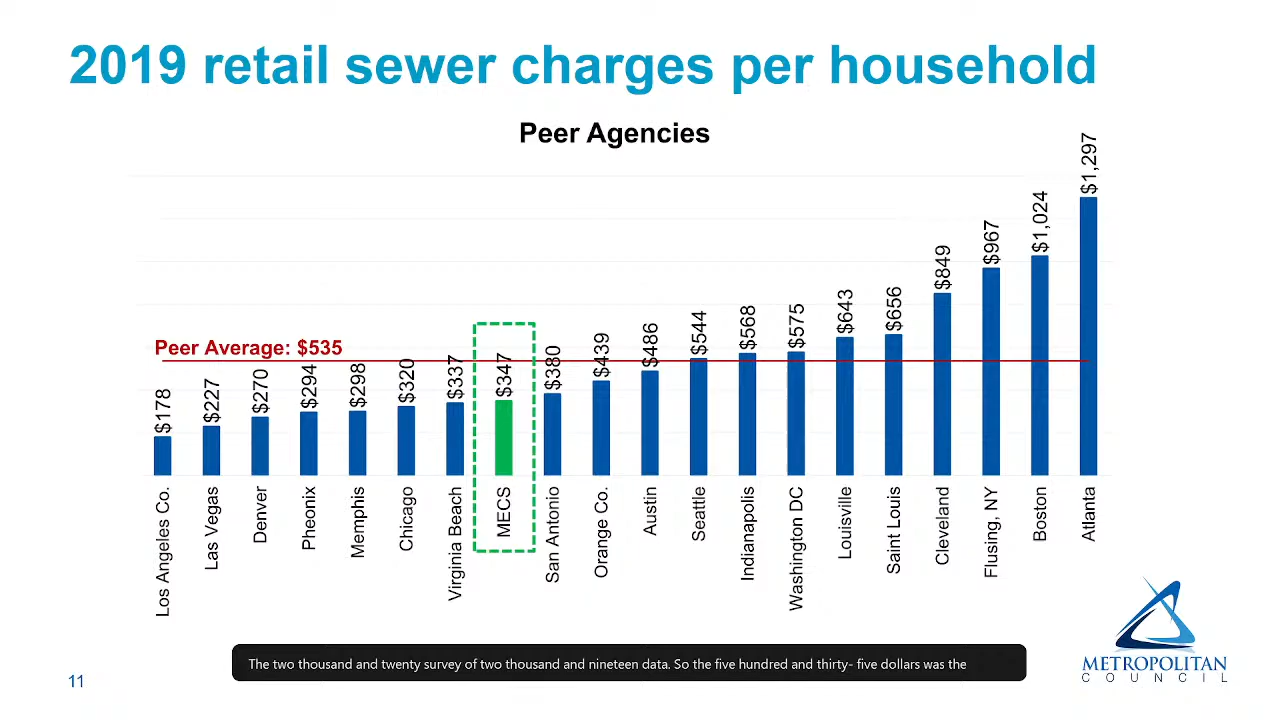 2019 retail sewer charges per household
Peer Agencies
Peer Average: $535
$178
$227
$270
$294
$298
$320
$337
$347
$380
$439
$486
$544
$568
$575
$643
$656
$849
$967
$1,024
$1,297
Los Angeles Co.
Las Vegas
Denver
Pheonix
Memphis
Chicago
Virginia Beach
MECS
San Antonio
Orange Co.
Austin
Seattle
Indianapolis
Washington DC
Louisville
Saint Louis
Cleveland
Flusing, NY
Boston
Atlanta
The two thousand and twenty survey of two thousand and nineteen data. So the five hundred and thirty- five dollars was the
METROPOLITAN
COUNCIL
11